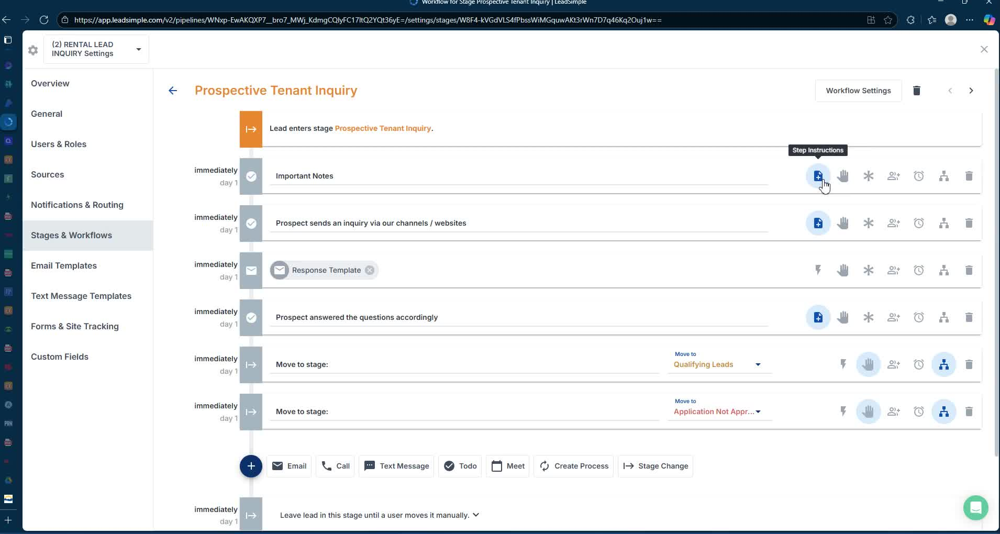 Workflow for Stage Prospective Tenant Inquiry | LeadSimple
https://app.leadsimple.com/v2/pipelines/WNxp-EwAKQXP7__bro7_MWj_KdmgCQlyFC17ltQ2YQt36yE=/settings/stages/W8F4-kVGdVLS4fPbssWiMGquwAKt3rWn7D7q46Kq2Ouj1w==
(2) RENTAL LEAD
INQUIRY Settings
Overview
General
Users & Roles
Sources
Notifications & Routing
Stages & Workflows
Email Templates
Text Message Templates
Forms & Site Tracking
Custom Fields
Prospective Tenant Inquiry
Workflow Settings
Lead enters stage Prospective Tenant Inquiry.
Step Instructions
immediately
day 1
Important Notes
immediately
day 1
Prospect sends an inquiry via our channels / websites
immediately
day 1
Response Template
immediately
day 1
Prospect answered the questions accordingly
immediately
day 1
Move to stage:
Move to
Qualifying Leads
immediately
day 1
Move to stage:
Move to
Application Not Appr...
Email
Call
Text Message
Todo
Meet
Create Process
Stage Change
immediately
day 1
Leave lead in this stage until a user moves it manually.